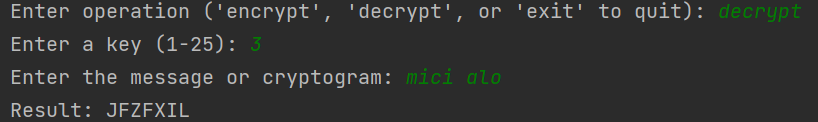 Enter operation ('encrypt', 'decrypt', or 'exit' to quit): decrypt
Enter a key (1-25): 3
Enter the message or cryptogram: mici alo
Result: JFZFXIL